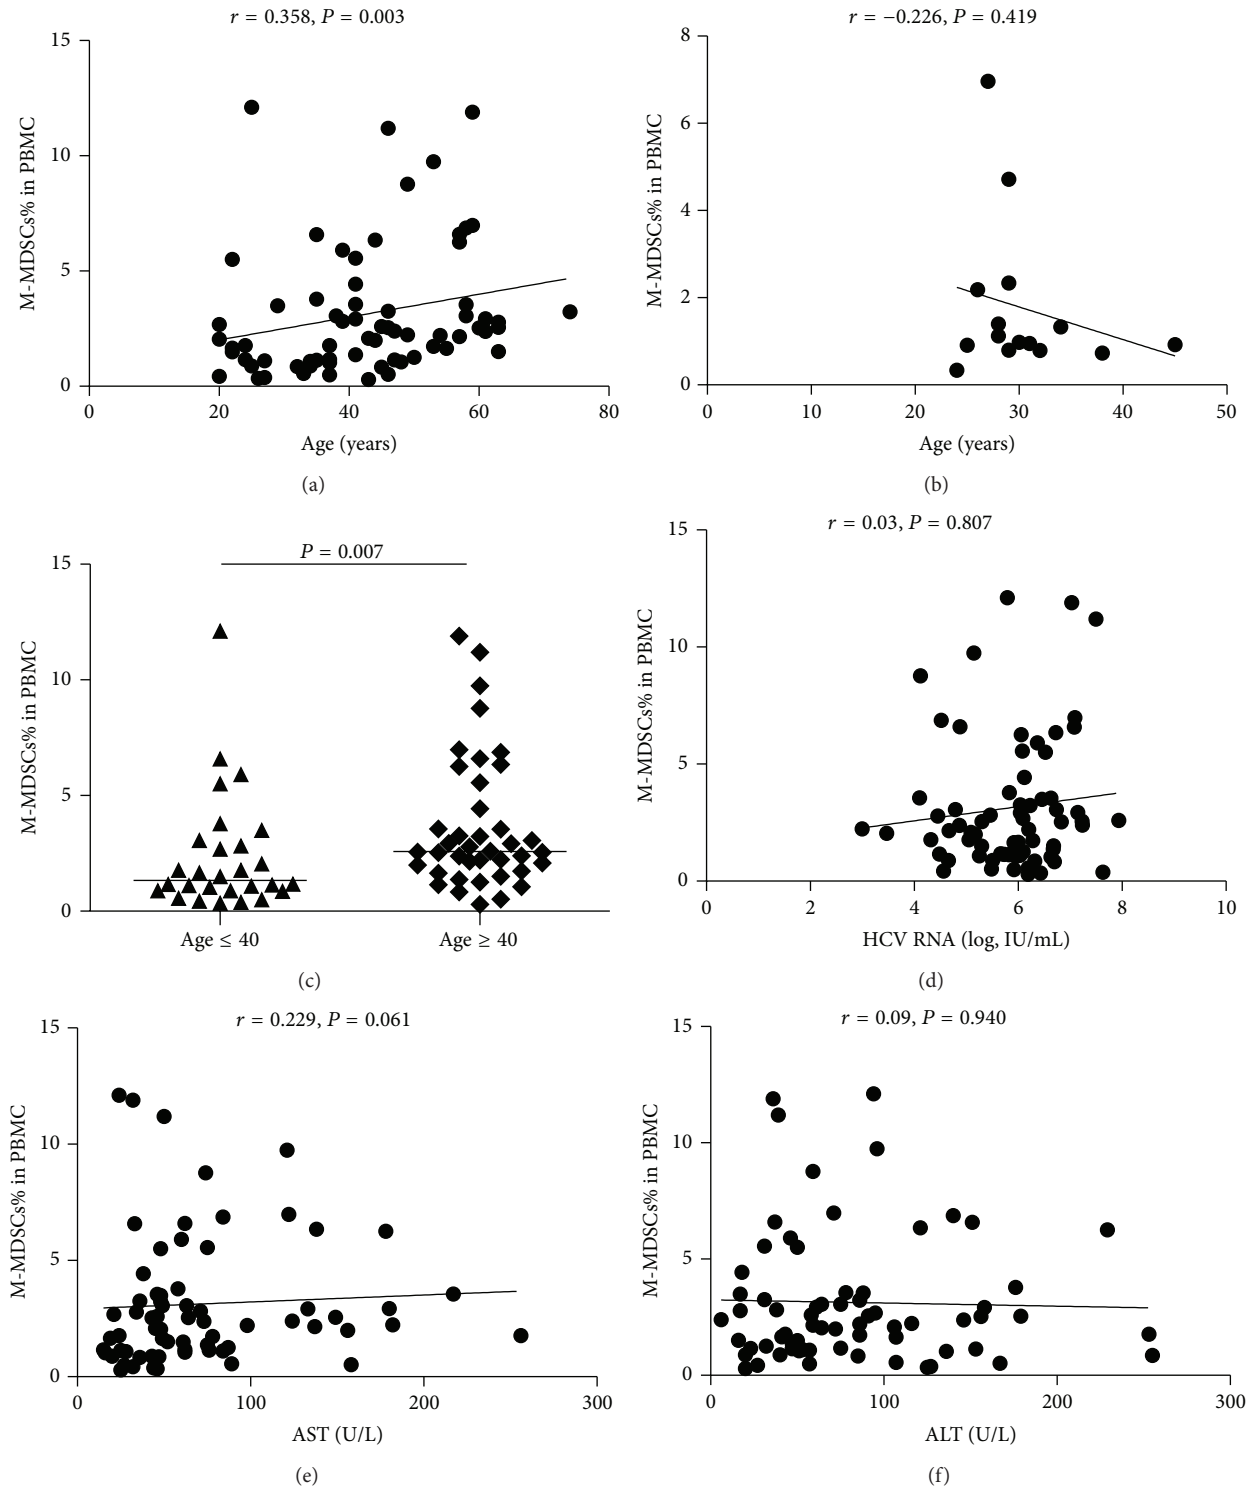 r = 0.358, P = 0.003
15
10
5
0
M-MDSCs% in PBMC
0 20 40 60 80
Age (years)
(a)
r = −0.226, P = 0.419
8
6
4
2
0
M-MDSCs% in PBMC
0 10 20 30 40 50
Age (years)
(b)
P = 0.007
15
10
5
0
M-MDSCs% in PBMC
Age ≤ 40 Age ≥ 40
(c)
r = 0.03, P = 0.807
15
10
5
0
M-MDSCs% in PBMC
0 2 4 6 8 10
HCV RNA (log, IU/mL)
(d)
r = 0.229, P = 0.061
15
10
5
0
M-MDSCs% in PBMC
0 100 200 300
AST (U/L)
(e)
r = 0.09, P = 0.940
15
10
5
0
M-MDSCs% in PBMC
0 100 200 300
ALT (U/L)
(f)